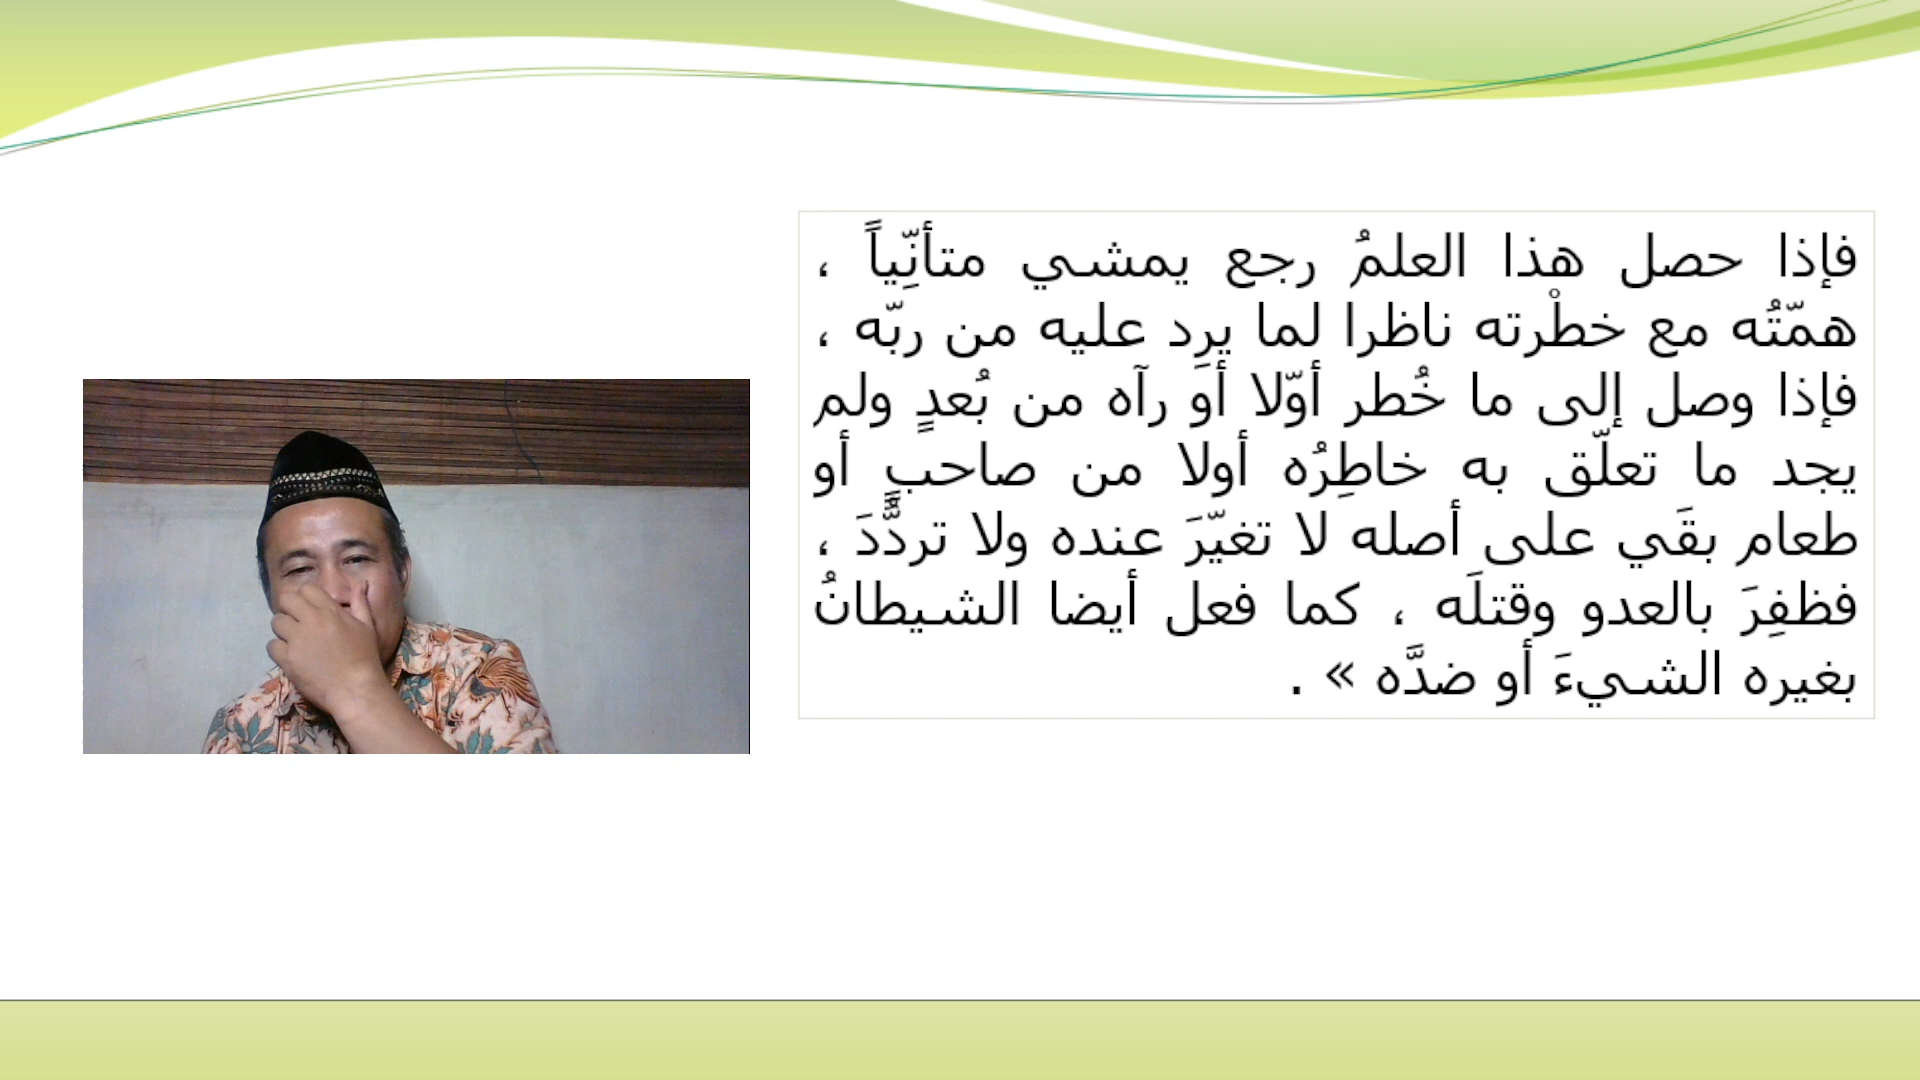 فإذا حصل هذا العلمُ رجع يمشي متأنِّياً ،
همّتُه مع خطْرته ناظرا لما يرِد عليه من ربّه ،
فإذا وصل إلى ما خُطر أوّلا أو رآه من بُعدٍ ولم
يجد ما تعلّق به خاطِرُه أولا من صاحبٍ أو
طعام بقَي على أصله لا تغيّرَ عنده ولا تردُّدَ ،
فظفِرَ بالعدو وقتلَه ، كما فعل أيضا الشيطانُ
بغيره الشيءَ أو ضدَّه » .